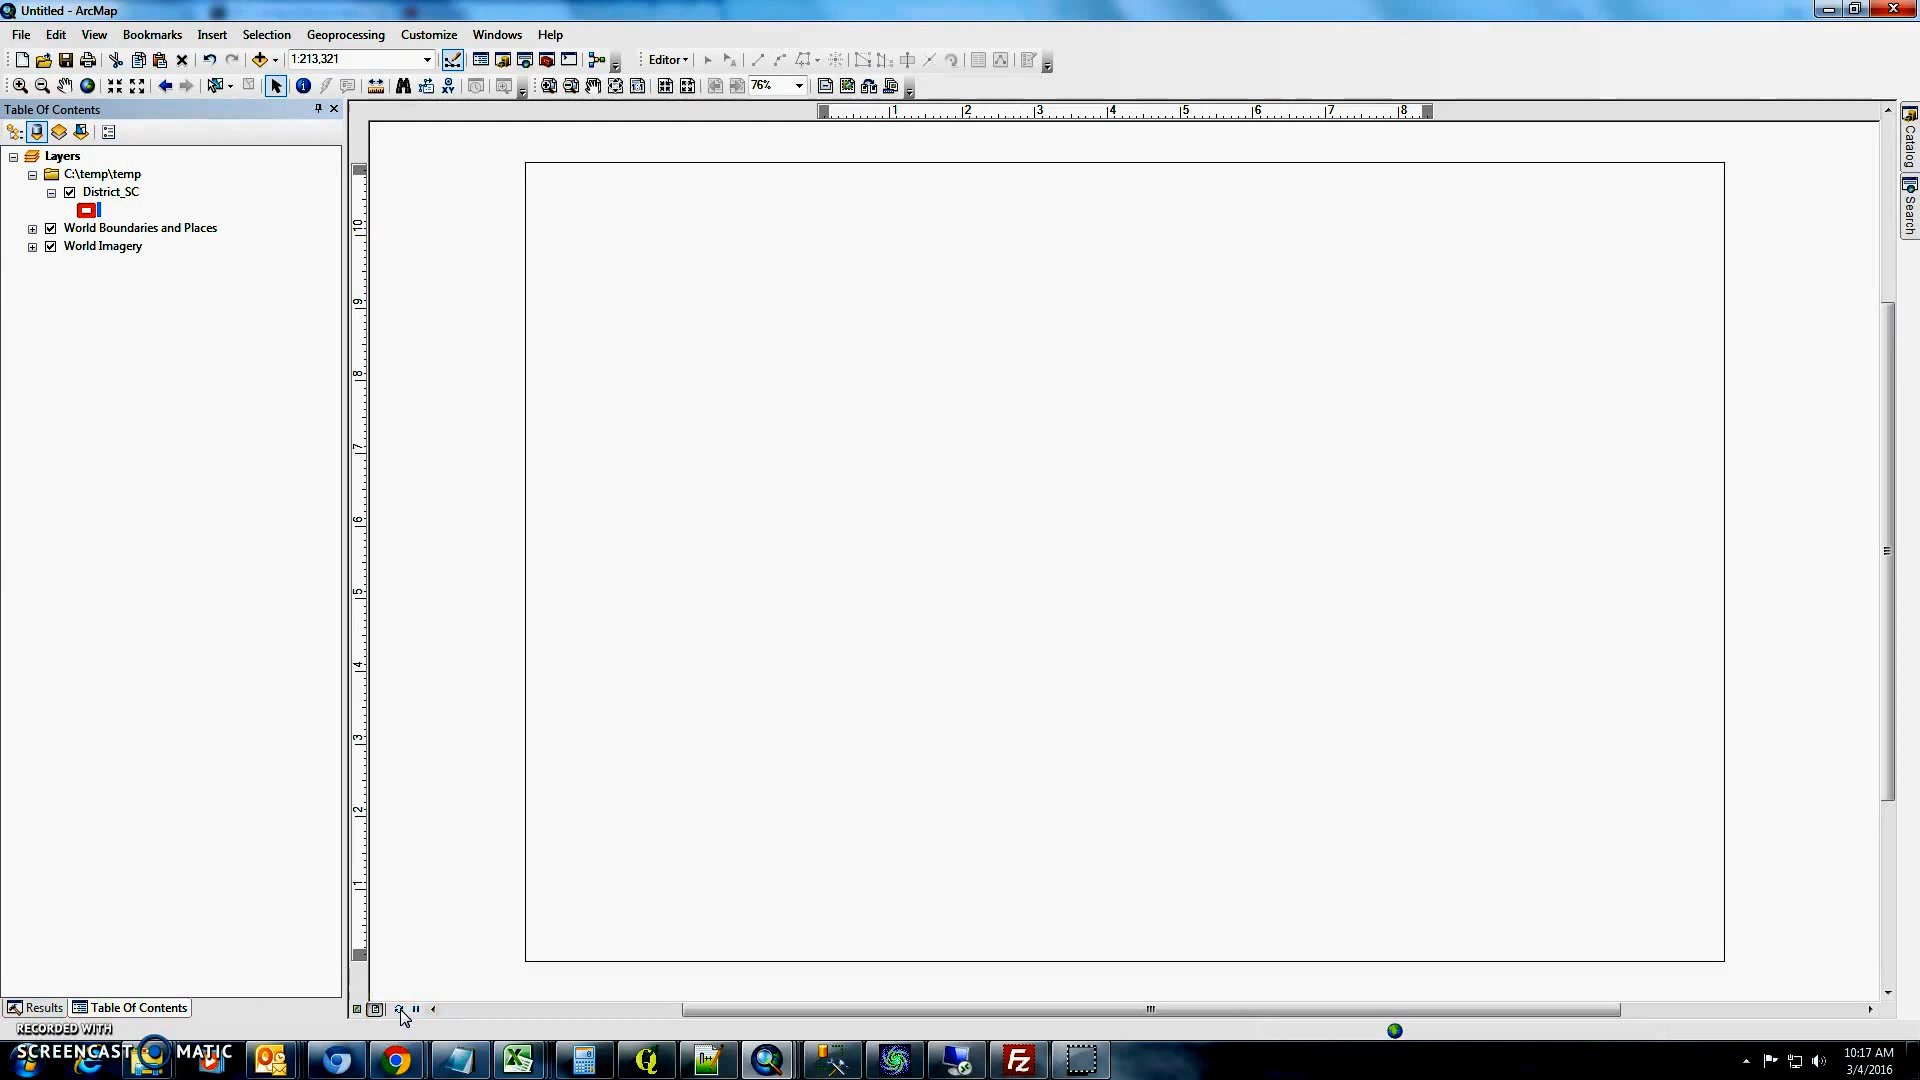 Untitled - ArcMap
File Edit View Bookmarks Insert Selection Geoprocessing Customize Windows Help
1:213,321 Editor
76%
Table Of Contents
1 2 3 4 5 6 7 8
Layers
C:\temp\temp
District_SC
World Boundaries and Places
World Imagery
Catalog
Search
10
9
8
7
6
5
4
3
2
1
Results Table Of Contents
RECORDED WITH
SCREENCAST MATIC
10:17 AM
3/4/2016